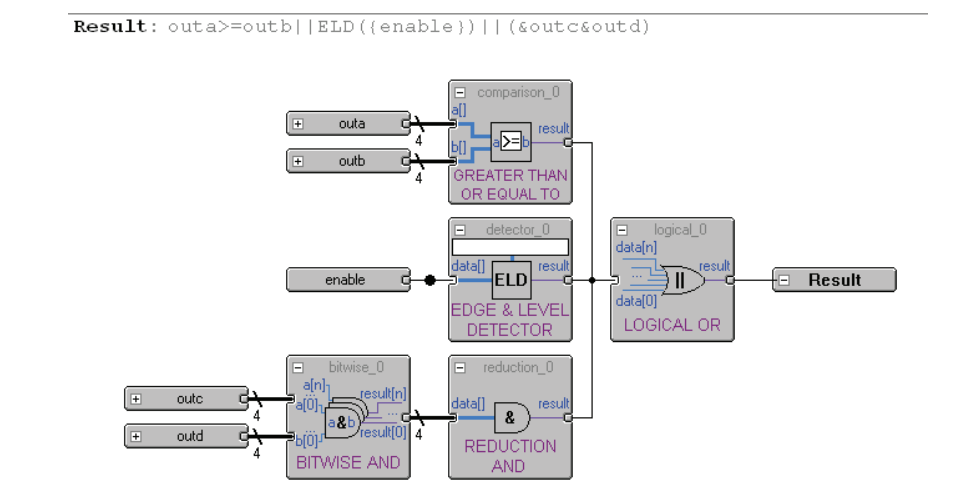 Result: outa>=outb||ELD({enable})||(&outc&outd)
comparison_0
a[]
outa
4
result
a>=b
b[]
outb
4
GREATER THAN
OR EQUAL TO
detector_0
logical_0
data[n]
enable
data[]
ELD
result
...
||
result
Result
data[0]
EDGE & LEVEL
DETECTOR
LOGICAL OR
bitwise_0
reduction_0
a[n]
...
result[n]
outc
4
a[0]
a&b
...
data[]
&
result
outd
4
b[0]
result[0]
4
BITWISE AND
REDUCTION
AND